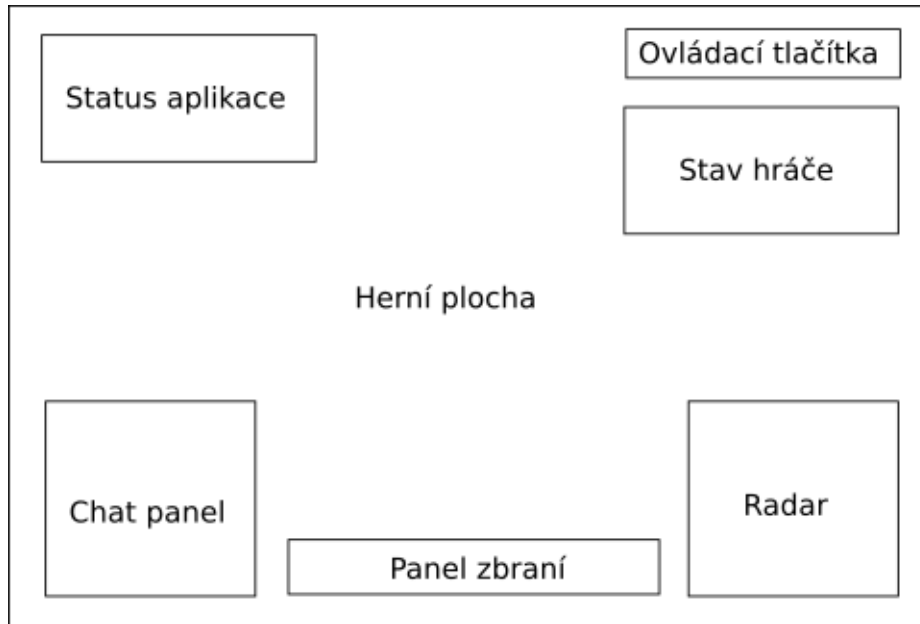 Ovládací tlačítka
Status aplikace
Stav hráče
Herní plocha
Chat panel
Radar
Panel zbraní